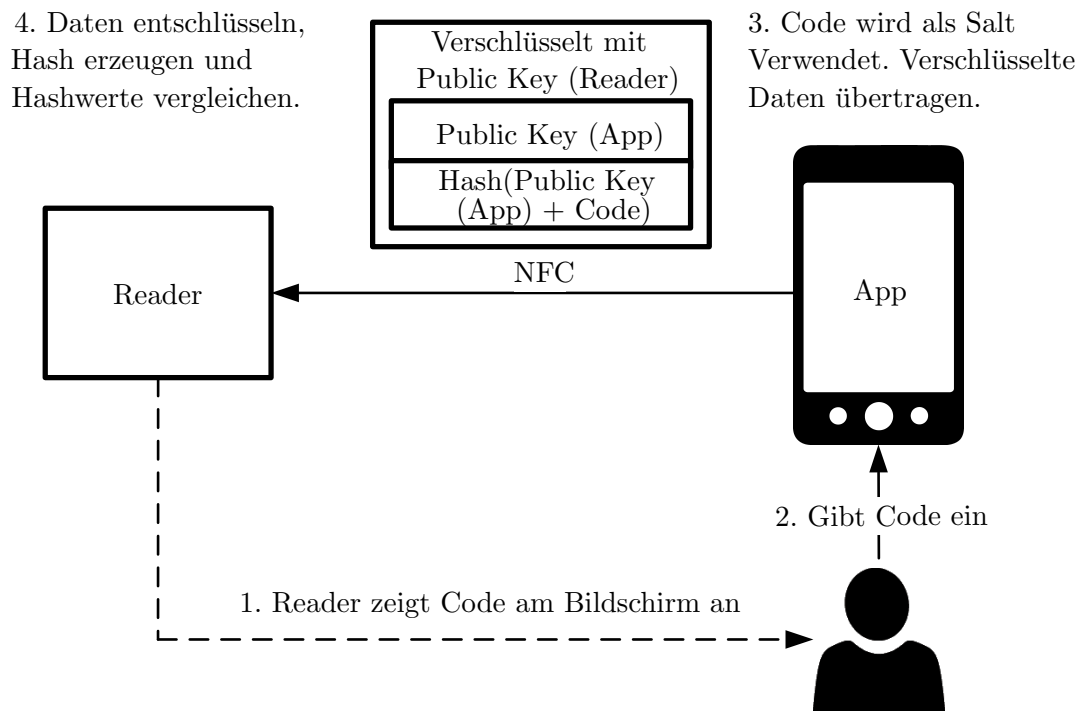 4. Daten entschlüsseln,
Hash erzeugen und
Hashwerte vergleichen.
Verschlüsselt mit
Public Key (Reader)
Public Key (App)
Hash(Public Key
(App) + Code)
3. Code wird als Salt
Verwendet. Verschlüsselte
Daten übertragen.
NFC
Reader
App
2. Gibt Code ein
1. Reader zeigt Code am Bildschirm an